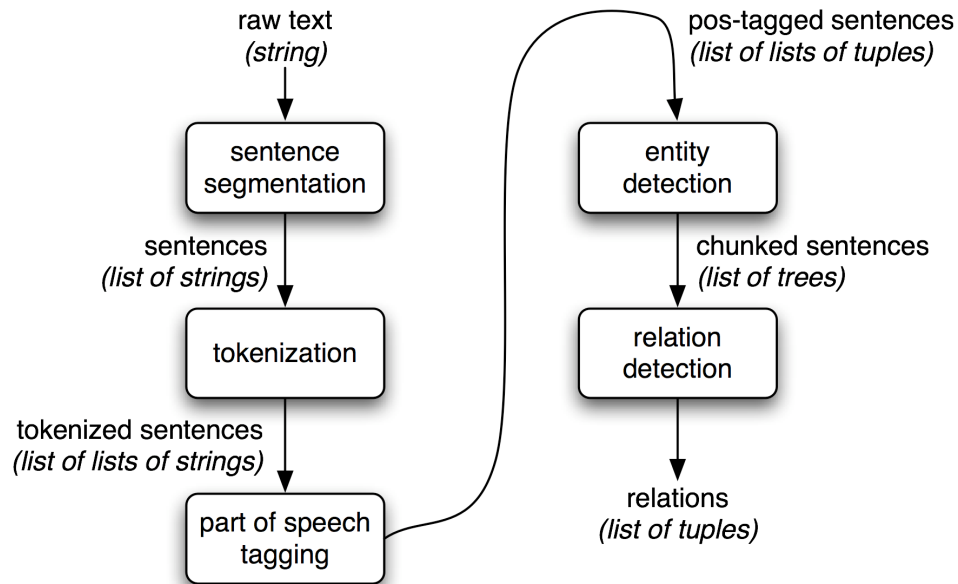 raw text
(string)
sentence
segmentation
sentences
(list of strings)
tokenization
tokenized sentences
(list of lists of strings)
part of speech
tagging
pos-tagged sentences
(list of lists of tuples)
entity
detection
chunked sentences
(list of trees)
relation
detection
relations
(list of tuples)